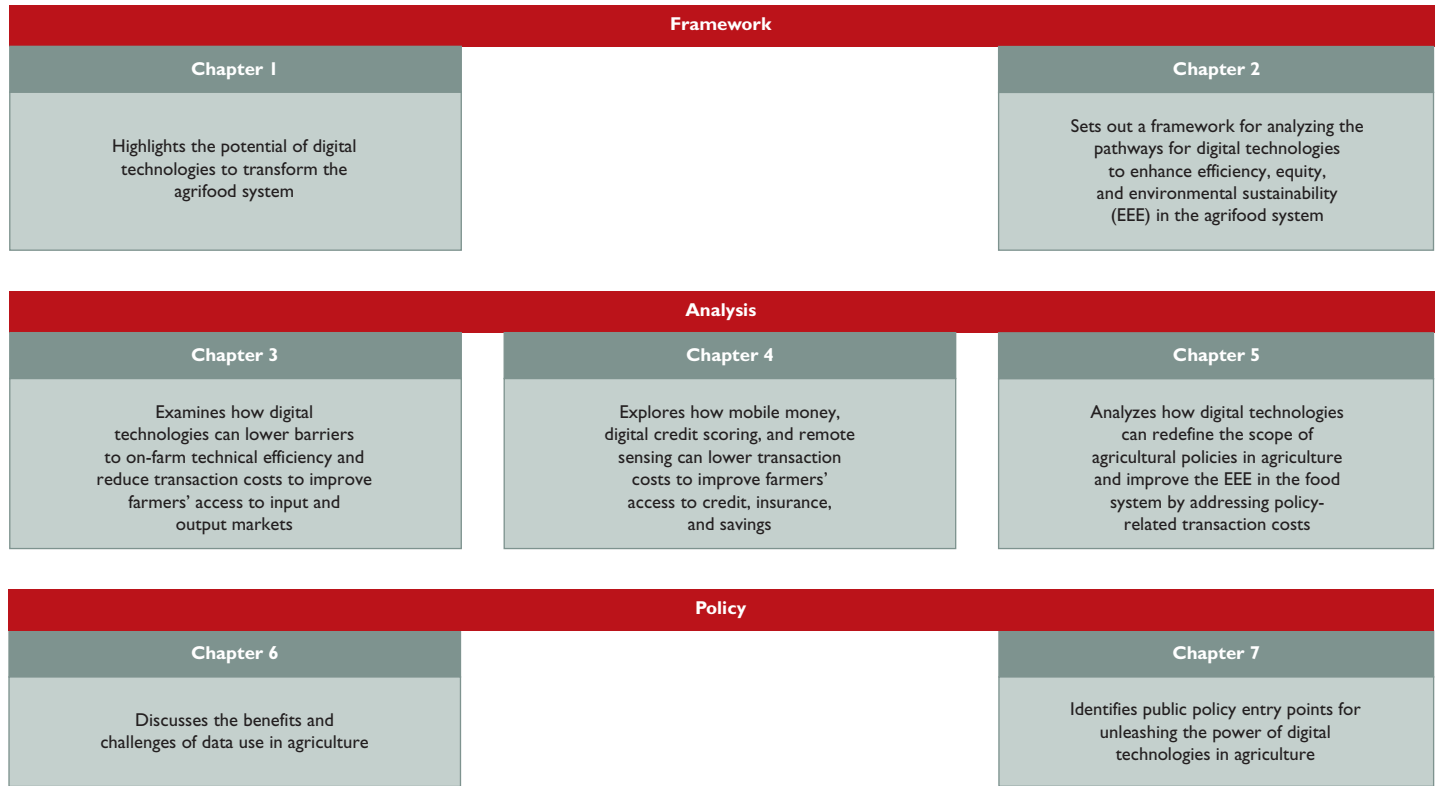 Framework
Chapter 1
Highlights the potential of digital
technologies to transform the
agrifood system
Chapter 2
Sets out a framework for analyzing the
pathways for digital technologies
to enhance efficiency, equity,
and environmental sustainability
(EEE) in the agrifood system
Analysis
Chapter 3
Examines how digital
technologies can lower barriers
to on-farm technical efficiency and
reduce transaction costs to improve
farmers' access to input and
output markets
Chapter 4
Explores how mobile money,
digital credit scoring, and remote
sensing can lower transaction
costs to improve farmers'
access to credit, insurance,
and savings
Chapter 5
Analyzes how digital technologies
can redefine the scope of
agricultural policies in agriculture
and improve the EEE in the food
system by addressing policy-
related transaction costs
Policy
Chapter 6
Discusses the benefits and
challenges of data use in agriculture
Chapter 7
Identifies public policy entry points for
unleashing the power of digital
technologies in agriculture